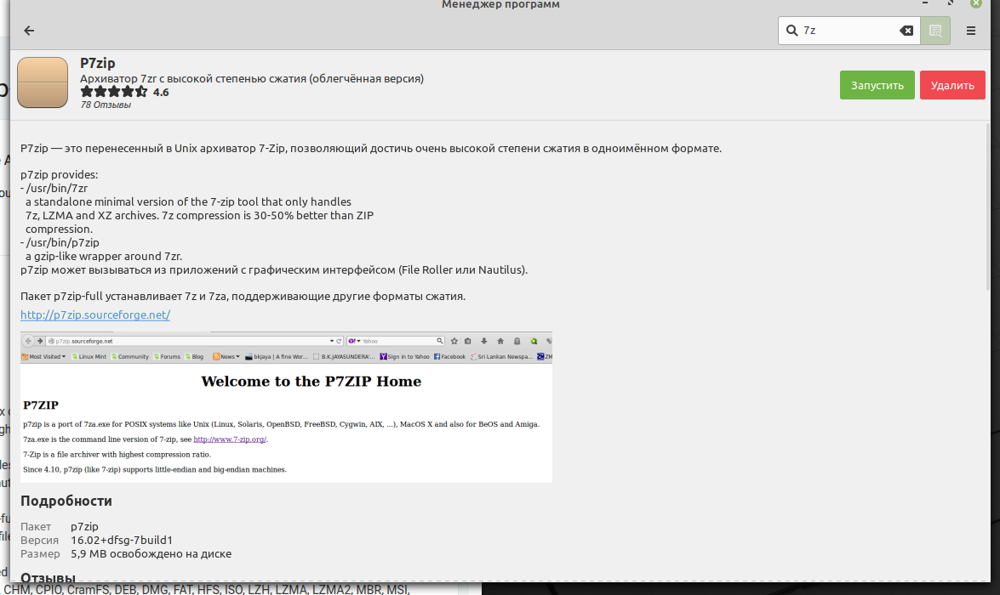 Менеджер программ
7z
P7zip
Архиватор 7zr с высокой степенью сжатия (облегчённая версия)
4.6
78 Отзывы
Запустить
Удалить
P7zip — это перенесенный в Unix архиватор 7-Zip, позволяющий достичь очень высокой степени сжатия в одноимённом формате.
p7zip provides:
- /usr/bin/7zr
a standalone minimal version of the 7-zip tool that only handles
7z, LZMA and XZ archives. 7z compression is 30-50% better than ZIP
compression.
- /usr/bin/p7zip
a gzip-like wrapper around 7zr.
p7zip может вызываться из приложений с графическим интерфейсом (File Roller или Nautilus).
Пакет p7zip-full устанавливает 7z и 7za, поддерживающие другие форматы сжатия.
http://p7zip.sourceforge.net/
p7zip.sourceforge.net Yahoo
Most Visited Linux Mint Community Forums Blog News bkjaya | A fine Wor... B.K.JAYASUNDERA'... Sign in to Yahoo Facebook Sri Lankan Newspa... ZM
Welcome to the P7ZIP Home
P7ZIP
p7zip is a port of 7za.exe for POSIX systems like Unix (Linux, Solaris, OpenBSD, FreeBSD, Cygwin, AIX, ...), MacOS X and also for BeOS and Amiga.
7za.exe is the command line version of 7-zip, see http://www.7-zip.org/.
7-Zip is a file archiver with highest compression ratio.
Since 4.10, p7zip (like 7-zip) supports little-endian and big-endian machines.
Подробности
Пакет p7zip
Версия 16.02+dfsg-7build1
Размер 5,9 MB освобождено на диске
Отзывы
, CHM, CPIO, CramFS, DEB, DMG, FAT, HFS, ISO, LZH, LZMA, LZMA2, MBR, MSI,